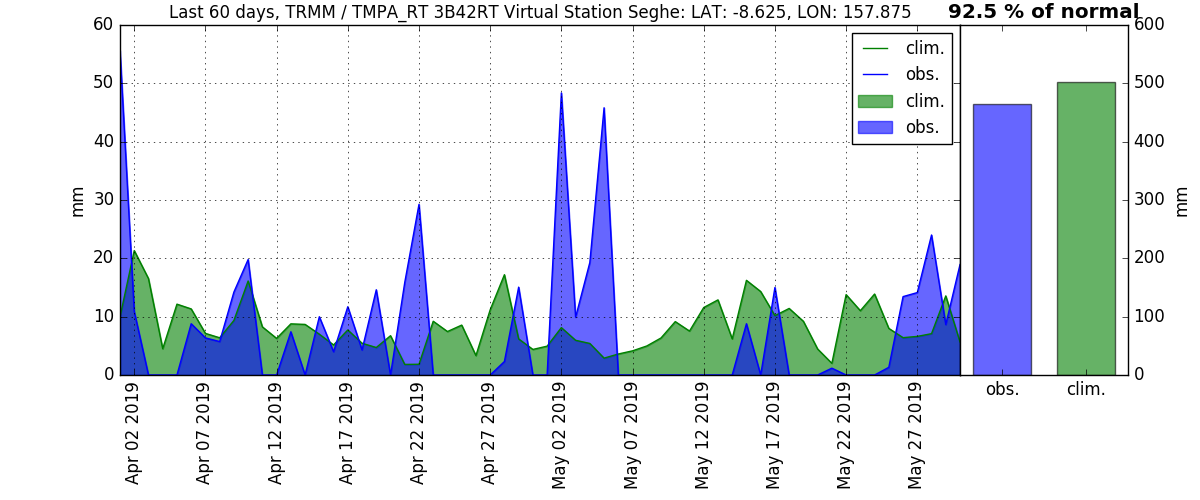 Last 60 days, TRMM / TMPA_RT 3B42RT Virtual Station Seghe: LAT: -8.625, LON: 157.875
92.5 % of normal
60
50
40
30
20
10
0
mm
clim.
obs.
clim.
obs.
600
500
400
300
200
100
0
mm
Apr 02 2019
Apr 07 2019
Apr 12 2019
Apr 17 2019
Apr 22 2019
Apr 27 2019
May 02 2019
May 07 2019
May 12 2019
May 17 2019
May 22 2019
May 27 2019
obs.
clim.